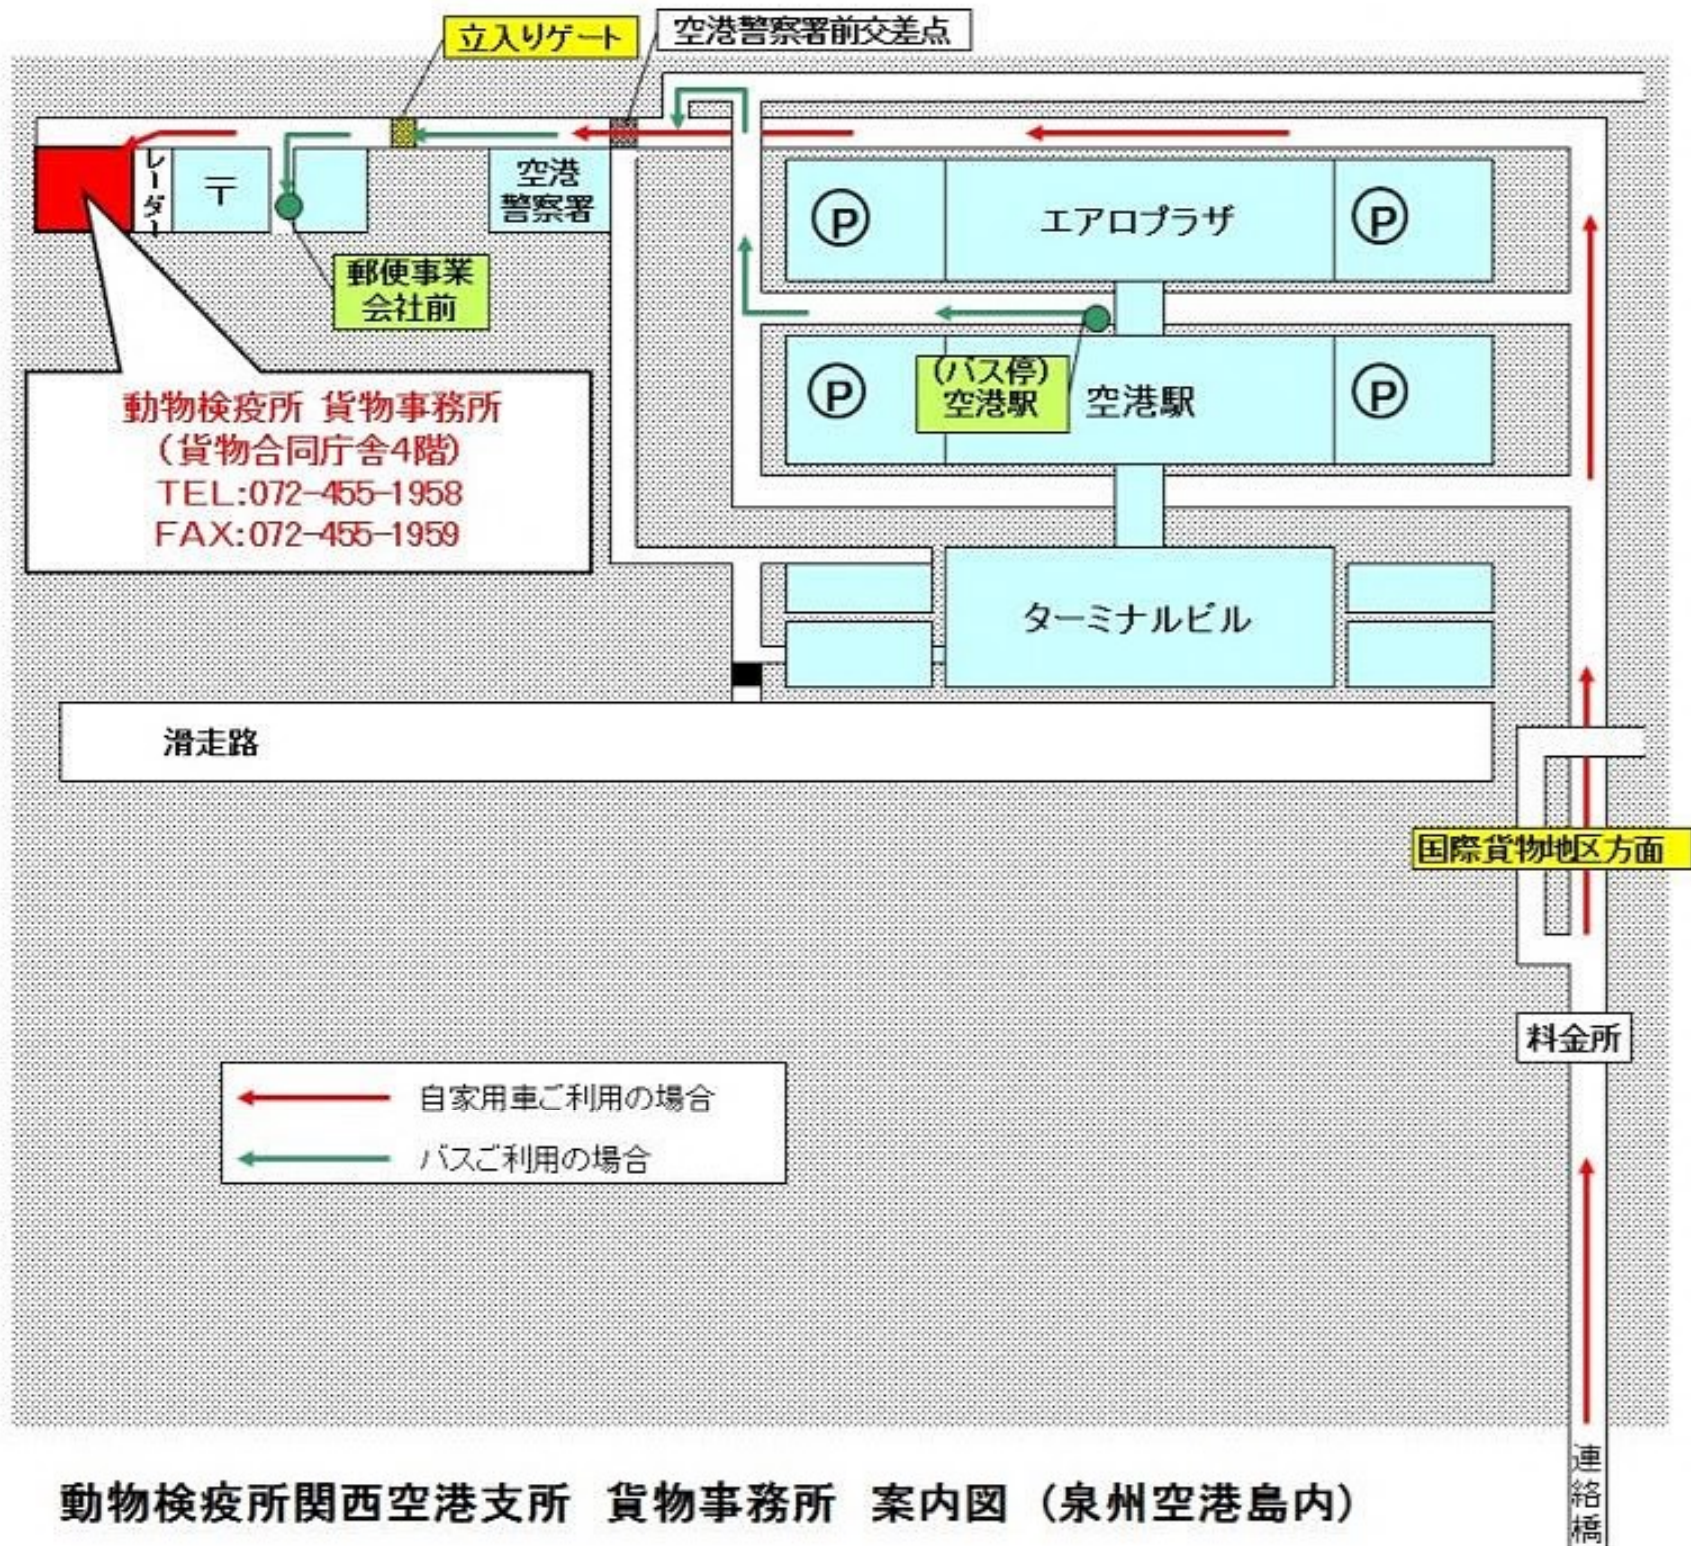 立入りゲート
空港警察署前交差点
レーダー
〒
空港
警察署
P
エアロプラザ
P
郵便事業
会社前
(バス停)
空港駅
P
空港駅
P
動物検疫所 貨物事務所
(貨物合同庁舎4階)
TEL:072-455-1958
FAX:072-455-1959
ターミナルビル
滑走路
国際貨物地区方面
料金所
自家用車ご利用の場合
バスご利用の場合
連絡橋
動物検疫所関西空港支所 貨物事務所 案内図 (泉州空港島内)